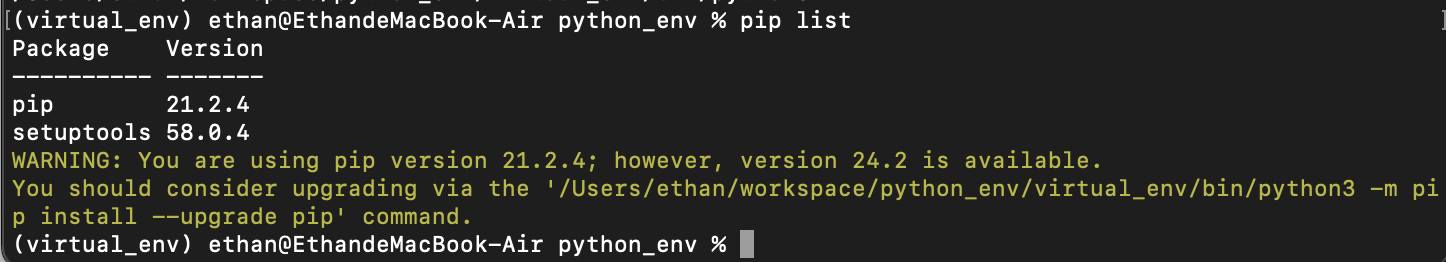 (virtual_env) ethan@EthandeMacBook-Air python_env % pip list
Package    Version
---------- -------
pip        21.2.4
setuptools 58.0.4
WARNING: You are using pip version 21.2.4; however, version 24.2 is available.
You should consider upgrading via the '/Users/ethan/workspace/python_env/virtual_env/bin/python3 -m pi
p install --upgrade pip' command.
(virtual_env) ethan@EthandeMacBook-Air python_env %